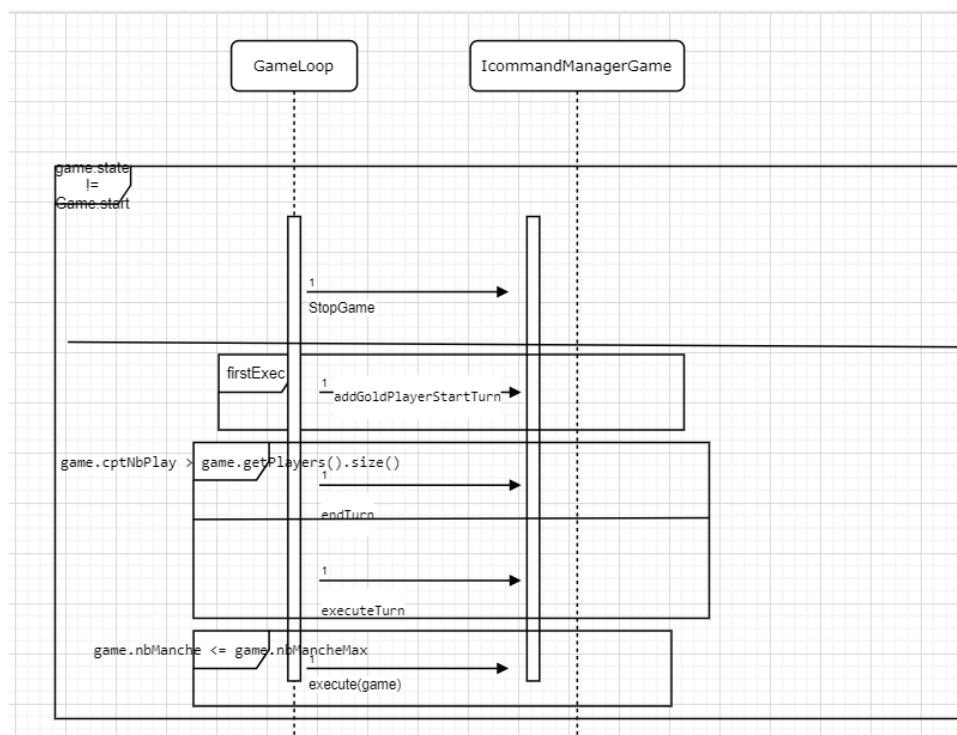 GameLoop
IcommandManagerGame
game.state
!=
Game.start
1
StopGame
firstExec
1
addGoldPlayerStartTurn
game.cptNbPlay > game.getPlayers().size()
1
endTurn
1
executeTurn
game.nbManche <= game.nbMancheMax
1
execute(game)